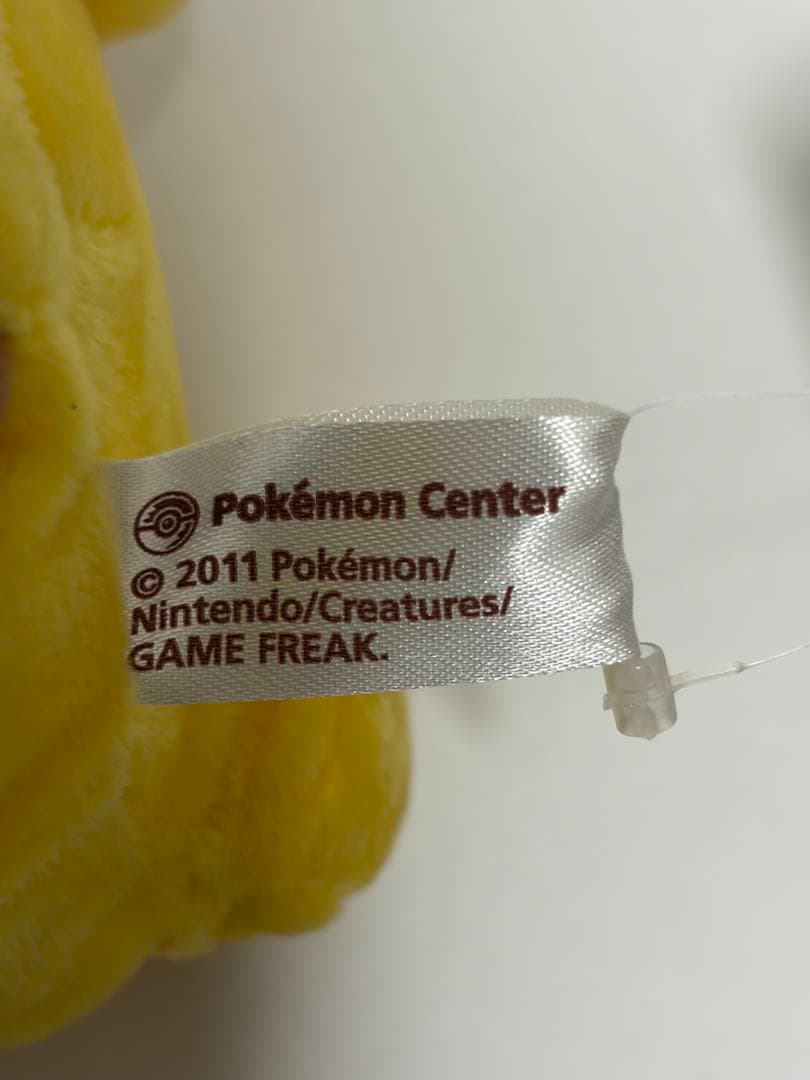 Pokémon Center
© 2011 Pokémon/
Nintendo/Creatures/
GAME FREAK.